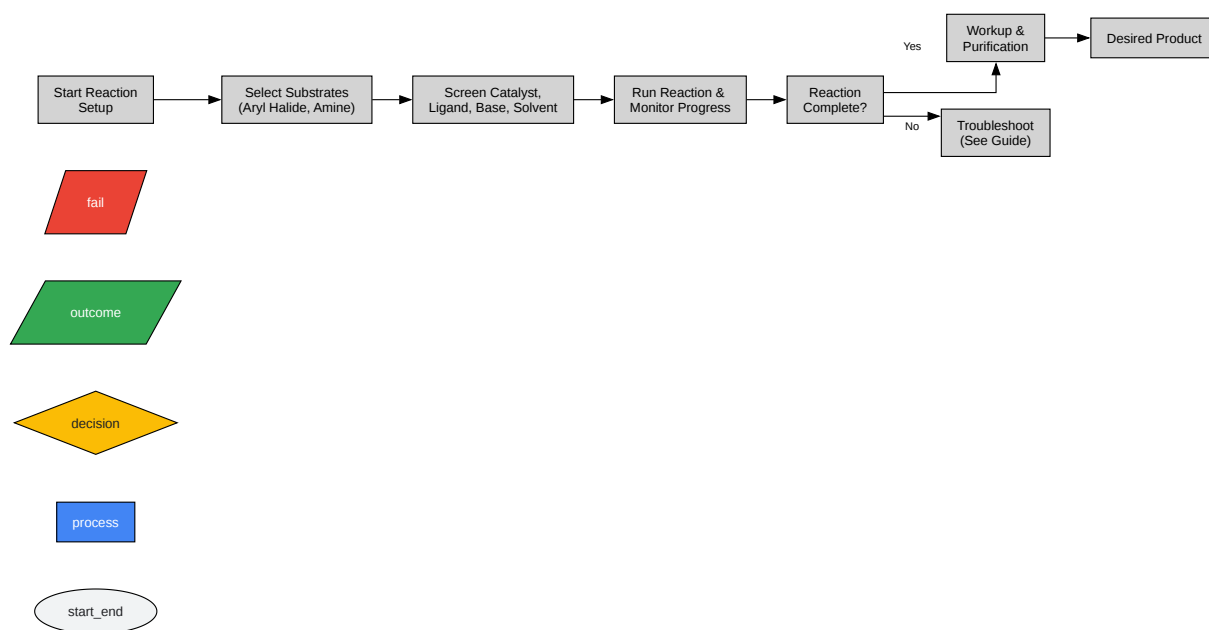 Start Reaction
Setup
Select Substrates
(Aryl Halide, Amine)
Screen Catalyst,
Ligand, Base, Solvent
Run Reaction &
Monitor Progress
Reaction
Complete?
Yes
Workup &
Purification
Desired Product
No
Troubleshoot
(See Guide)
fail
outcome
decision
process
start_end